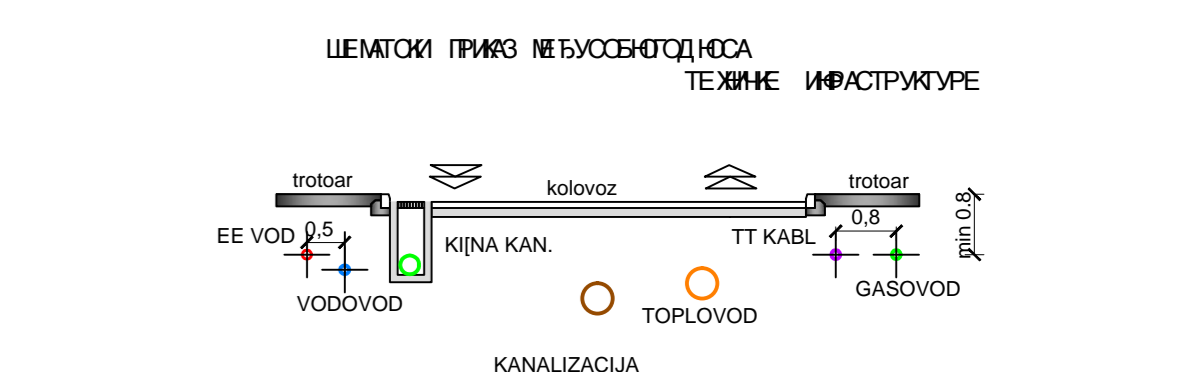 ШЕМАТСКИ ПРИКАЗ МЕЂУСОБНОГ ОДНОСА
ТЕХНИЧКЕ ИНФРАСТРУКТУРЕ
trotoar
kolovoz
trotoar
EE VOD
0,5
KI[NA KAN.
TT KABL
0,8
min 0.8
VODOVOD
GASOVOD
TOPLOVOD
KANALIZACIJA